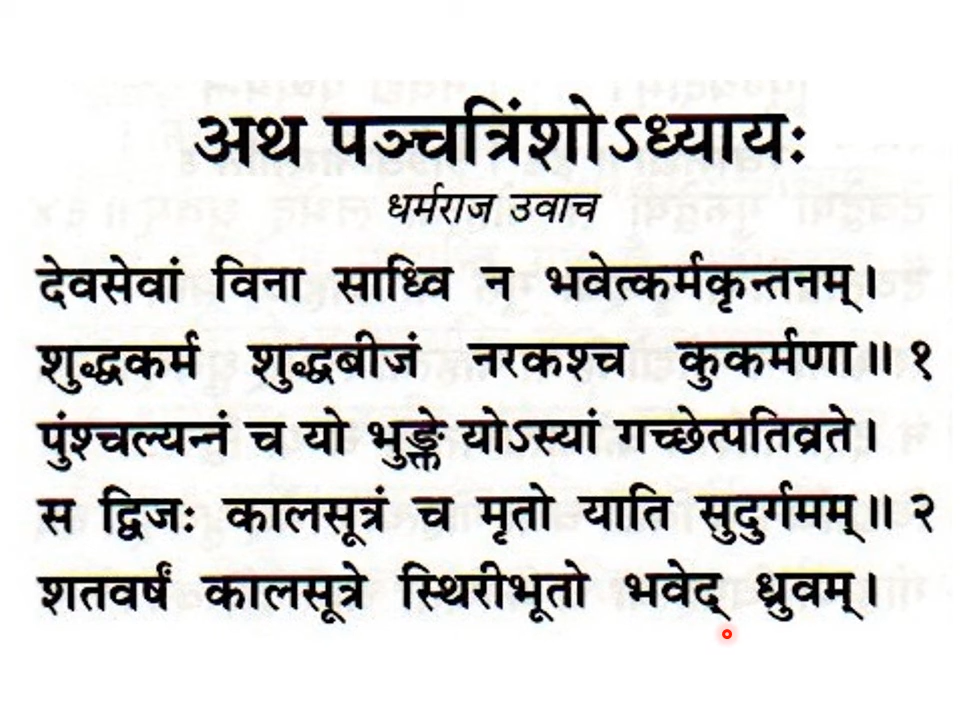 अथ पञ्चत्रिंशोऽध्यायः
धर्मराज उवाच
देवसेवां विना साध्वि न भवेत्कर्मकृन्तनम्।
शुद्धकर्म शुद्धबीजं नरकश्च कुकर्मणा॥ १
पुंश्चल्यन्नं च यो भुङ्क्ते योऽस्यां गच्छेत्पतिव्रते।
स द्विजः कालसूत्रं च मृतो याति सुदुर्गमम्॥ २
शतवर्षं कालसूत्रे स्थिरीभूतो भवेद् ध्रुवम्।